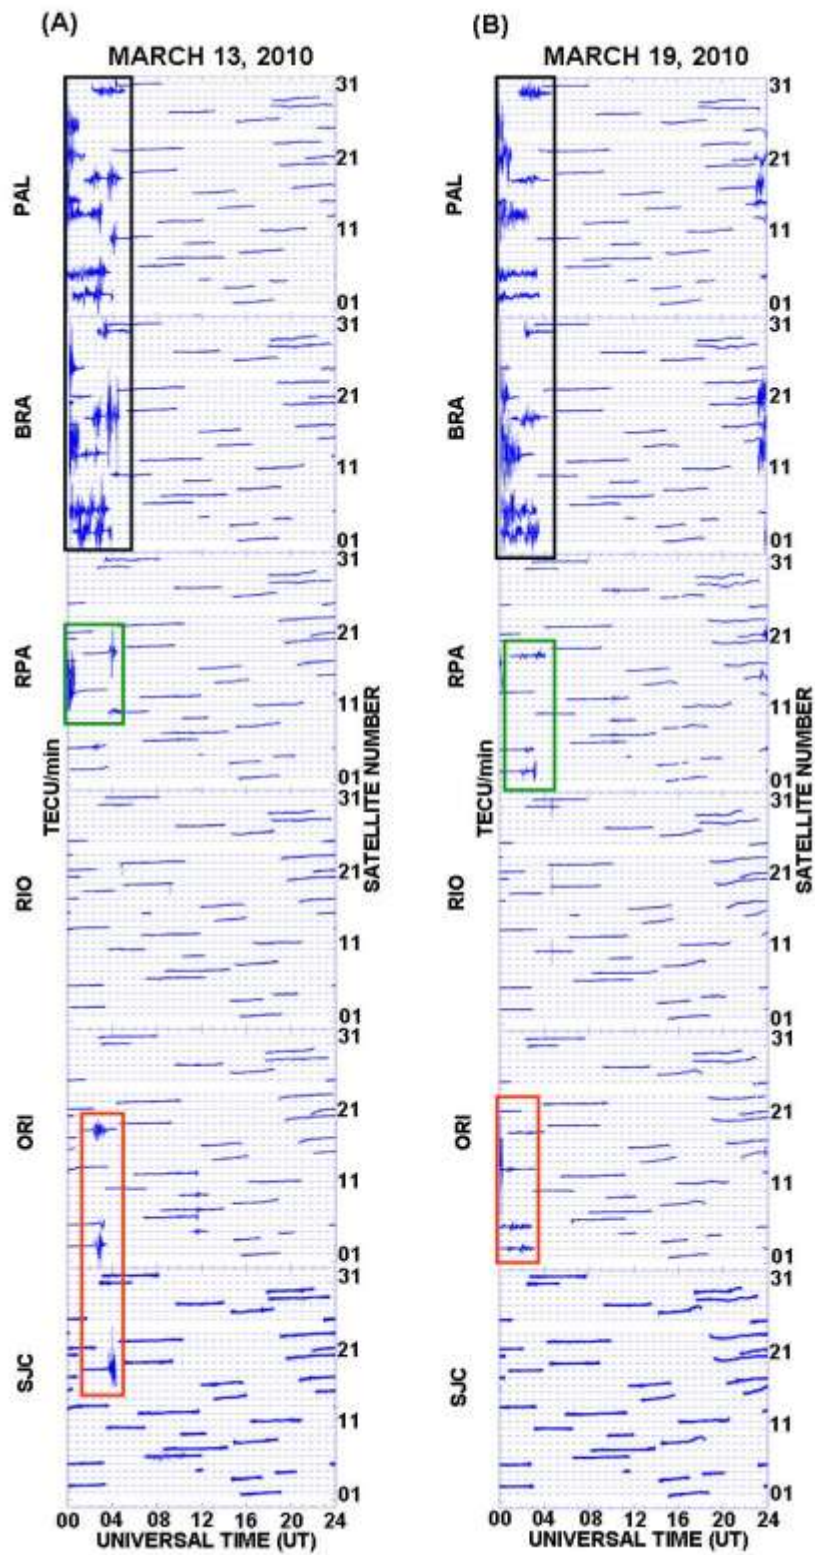 (A)
MARCH 13, 2010
PAL
31
21
11
01
BRA
31
21
11
01
RPA
31
21
11
01
RIO
31
21
11
01
ORI
31
21
11
01
SJC
31
21
11
01
TECU/min
SATELLITE NUMBER
00 04 08 12 16 20 24
UNIVERSAL TIME (UT)
(B)
MARCH 19, 2010
PAL
31
21
11
01
BRA
31
21
11
01
RPA
31
21
11
01
RIO
31
21
11
01
ORI
31
21
11
01
SJC
31
21
11
01
TECU/min
SATELLITE NUMBER
00 04 08 12 16 20 24
UNIVERSAL TIME (UT)